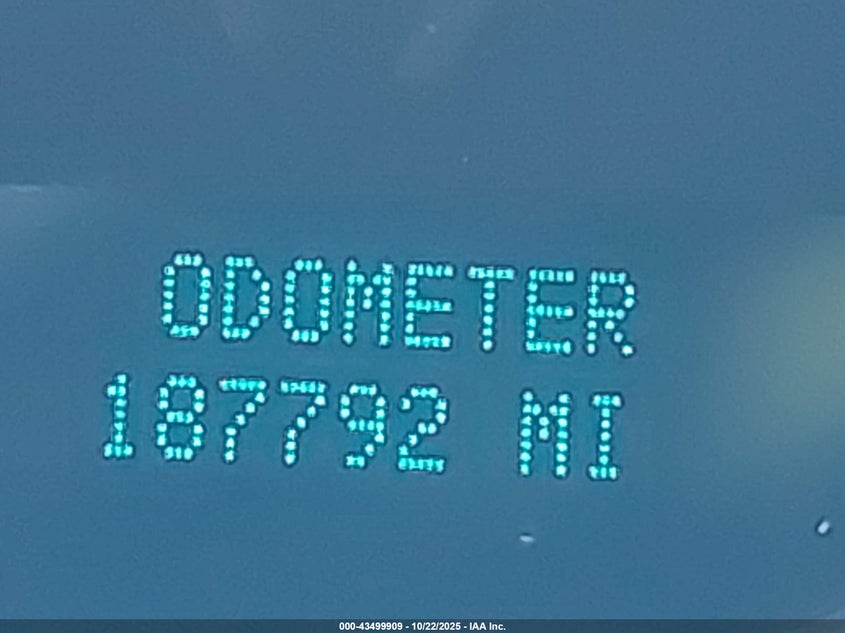 ODOMETER
187792 MI
000-43499909 - 10/22/2025 - IAA Inc.